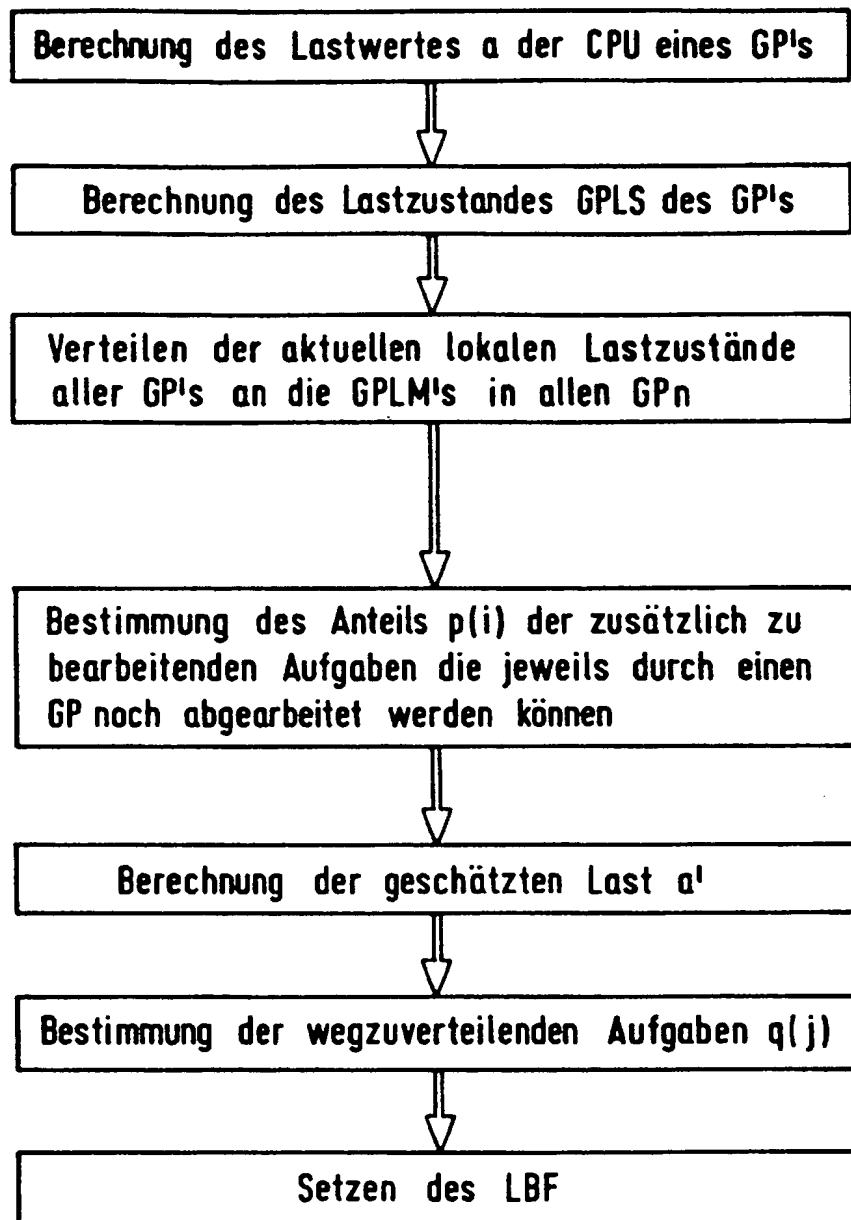 Berechnung des Lastwertes a der CPU eines GP's
Berechnung des Lastzustandes GPLS des GP's
Verteilen der aktuellen lokalen Lastzustände
aller GP's an die GPLM's in allen GPn
Bestimmung des Anteils p(i) der zusätzlich zu
bearbeitenden Aufgaben die jeweils durch einen
GP noch abgearbeitet werden können
Berechnung der geschätzten Last a'
Bestimmung der wegzuverteilenden Aufgaben q(j)
Setzen des LBF